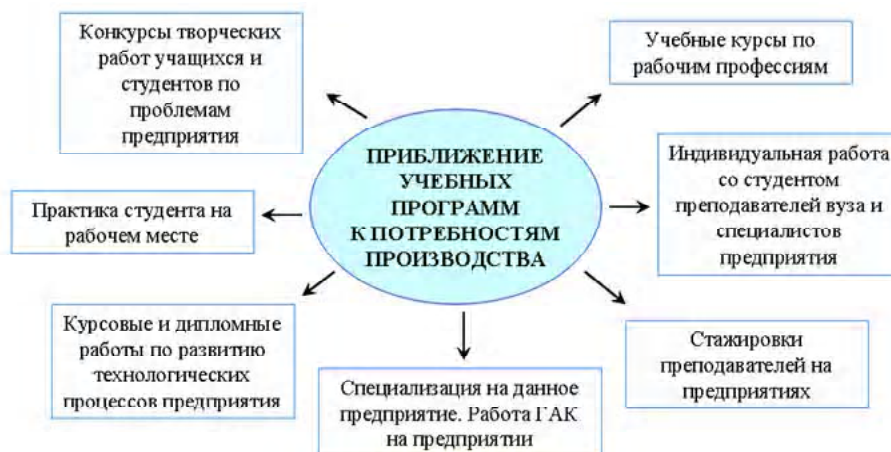 Конкурсы творческих
работ учащихся и
студентов по
проблемам
предприятия
Учебные курсы по
рабочим профессиям
ПРИБЛИЖЕНИЕ
УЧЕБНЫХ
ПРОГРАММ
К ПОТРЕБНОСТЯМ
ПРОИЗВОДСТВА
Индивидуальная работа
со студентом
преподавателей вуза и
специалистов
предприятия
Практика студента на
рабочем месте
Курсовые и дипломные
работы по развитию
технологических
процессов предприятия
Специализация на данное
предприятие. Работа ГАК
на предприятии
Стажировки
преподавателей на
предприятиях